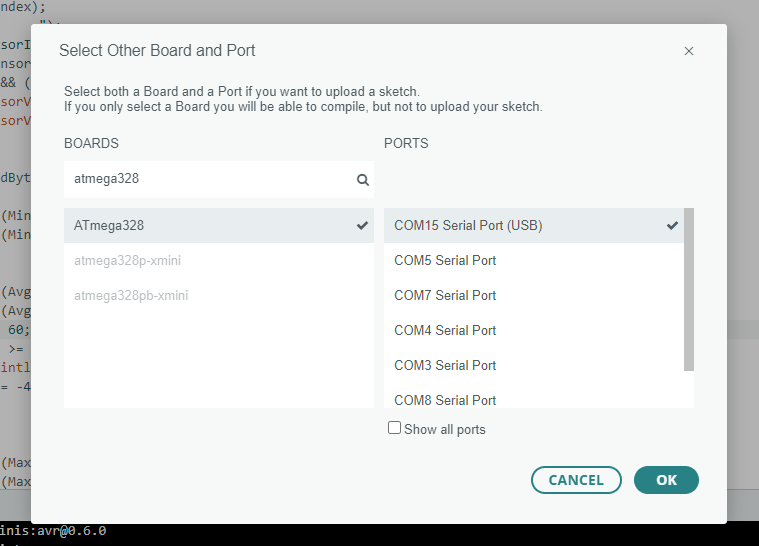 ndex);
");
Select Other Board and Port
sorI
nsor
&& (
sorV
sorV
Select both a Board and a Port if you want to upload a sketch.
If you only select a Board you will be able to compile, but not to upload your sketch.
BOARDS
PORTS
dByt
atmega328
(Min
(Min
ATmega328
COM15 Serial Port (USB)
atmega328p-xmini
COM5 Serial Port
(Avg
(Avg
atmega328pb-xmini
COM7 Serial Port
60;
COM4 Serial Port
>=
intl
COM3 Serial Port
= -4
COM8 Serial Port
Show all ports
(Max
(Max
CANCEL
OK
inis:avr@0.6.0